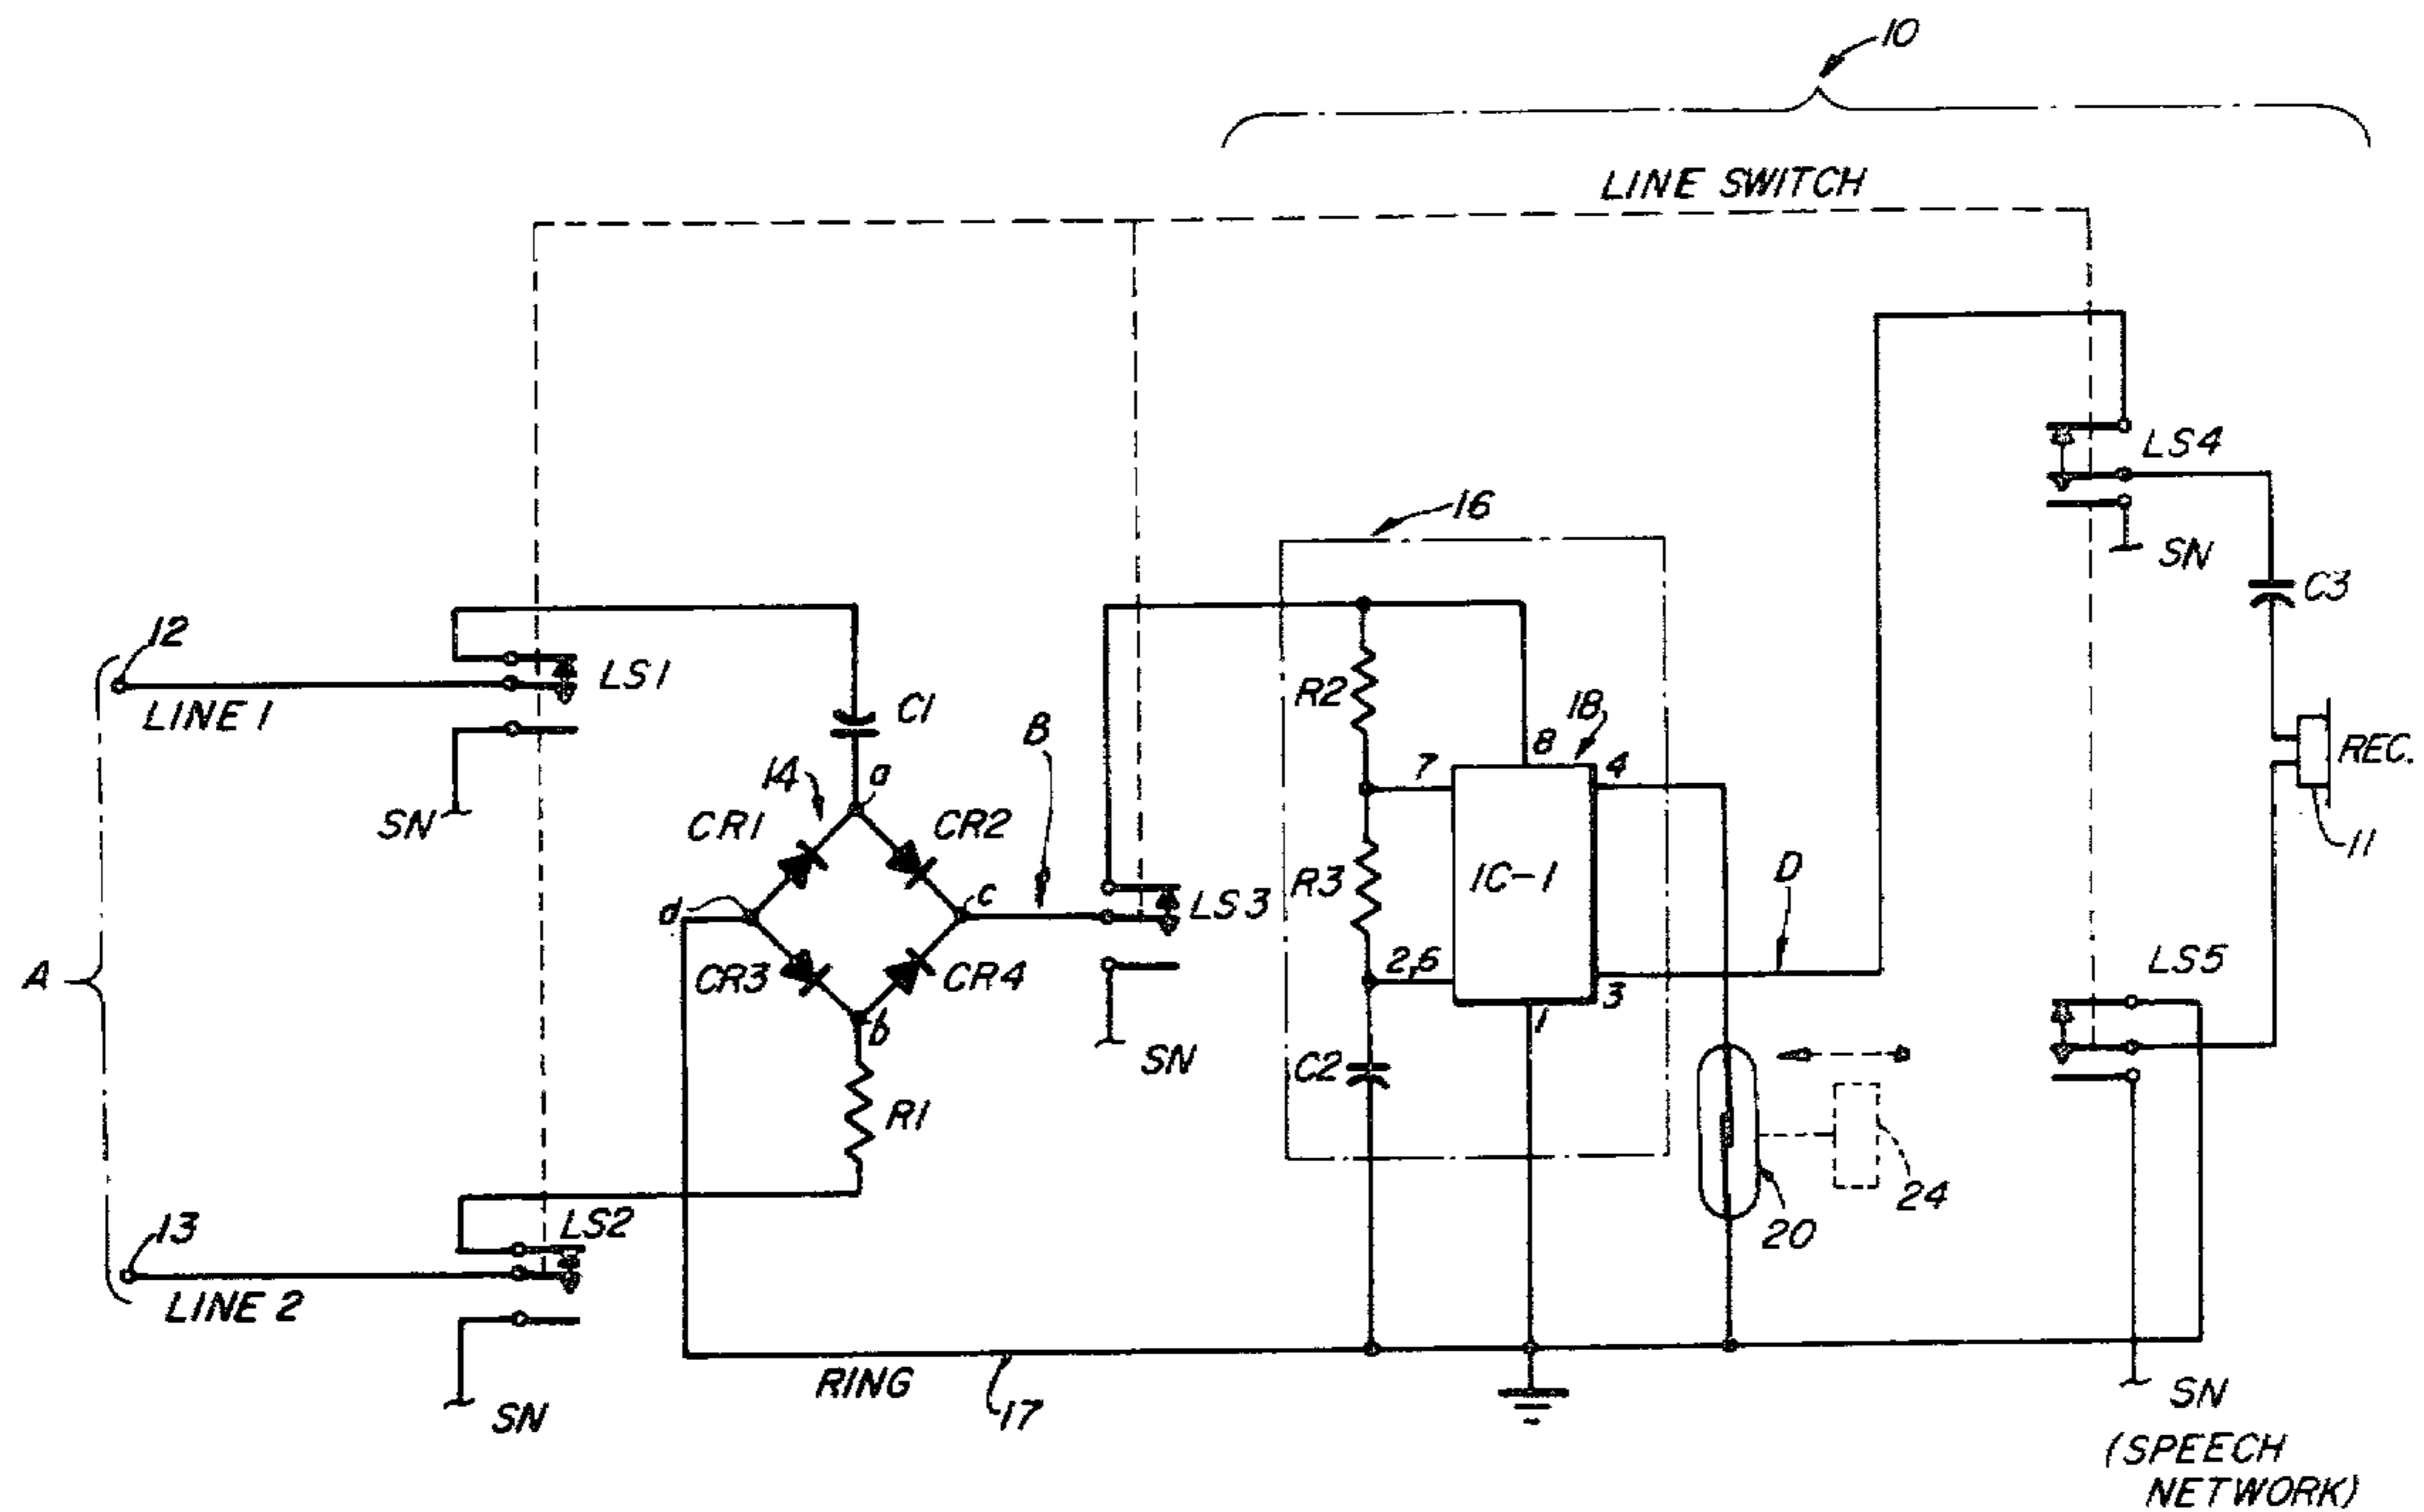 10
LINE SWITCH
LS4
16
SN
C3
12
LS1
LINE 1
C1
R2
18
B
8
REC.
14
a
7
4
SN
CR1
CR2
11
d
c
LS3
R3
IC-1
D
A
CR3
CR4
2,6
3
LS5
b
1
SN
C2
R1
24
13
LS2
20
LINE 2
RING
17
SN
SN
(SPEECH
NETWORK)